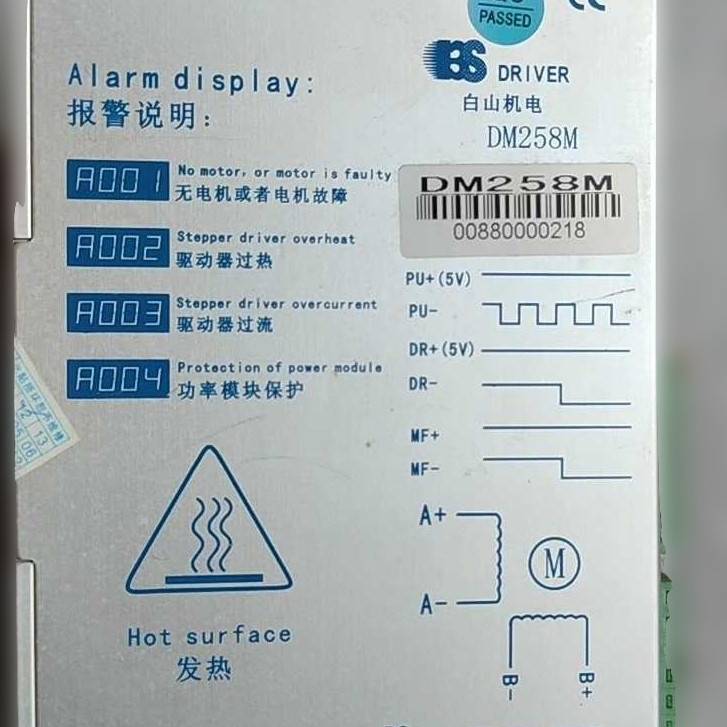 PASSED
CE
BS DRIVER
白山机电
DM258M
Alarm display:
报警说明:
A001 No motor, or motor is faulty
无电机或者电机故障
A002 Stepper driver overheat
驱动器过热
A003 Stepper driver overcurrent
驱动器过流
A004 Protection of power module
功率模块保护
DM258M
00880000218
PU+(5V)
PU-
DR+(5V)
DR-
MF+
MF-
A+
M
A-
B-
B+
Hot surface
发热